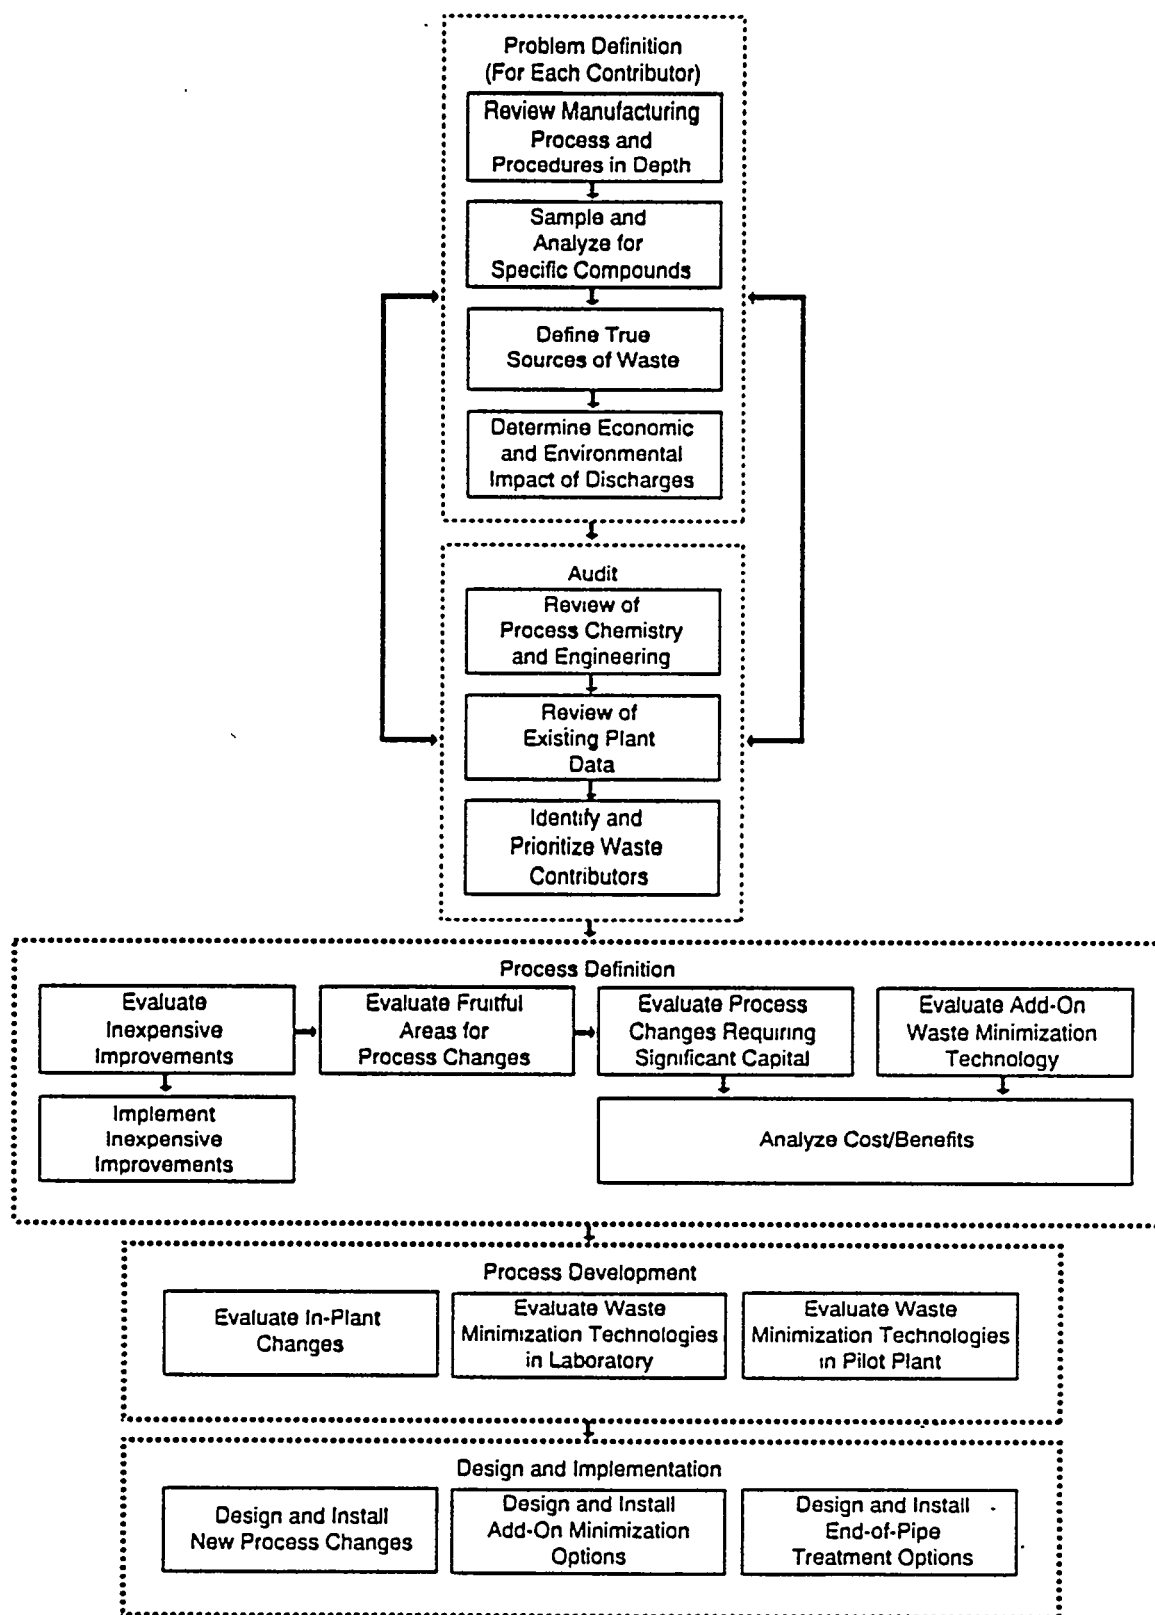 Problem Definition
(For Each Contributor)
Review Manufacturing
Process and
Procedures in Depth
Sample and
Analyze for
Specific Compounds
Define True
Sources of Waste
Determine Economic
and Environmental
Impact of Discharges
Audit
Review of
Process Chemistry
and Engineering
Review of
Existing Plant
Data
Identify and
Prioritize Waste
Contributors
Process Definition
Evaluate
Inexpensive
Improvements
Evaluate Fruitful
Areas for
Process Changes
Evaluate Process
Changes Requiring
Significant Capital
Evaluate Add-On
Waste Minimization
Technology
Implement
Inexpensive
Improvements
Analyze Cost/Benefits
Process Development
Evaluate In-Plant
Changes
Evaluate Waste
Minimization Technologies
in Laboratory
Evaluate Waste
Minimization Technologies
in Pilot Plant
Design and Implementation
Design and Install
New Process Changes
Design and Install
Add-On Minimization
Options
Design and Install
End-of-Pipe
Treatment Options